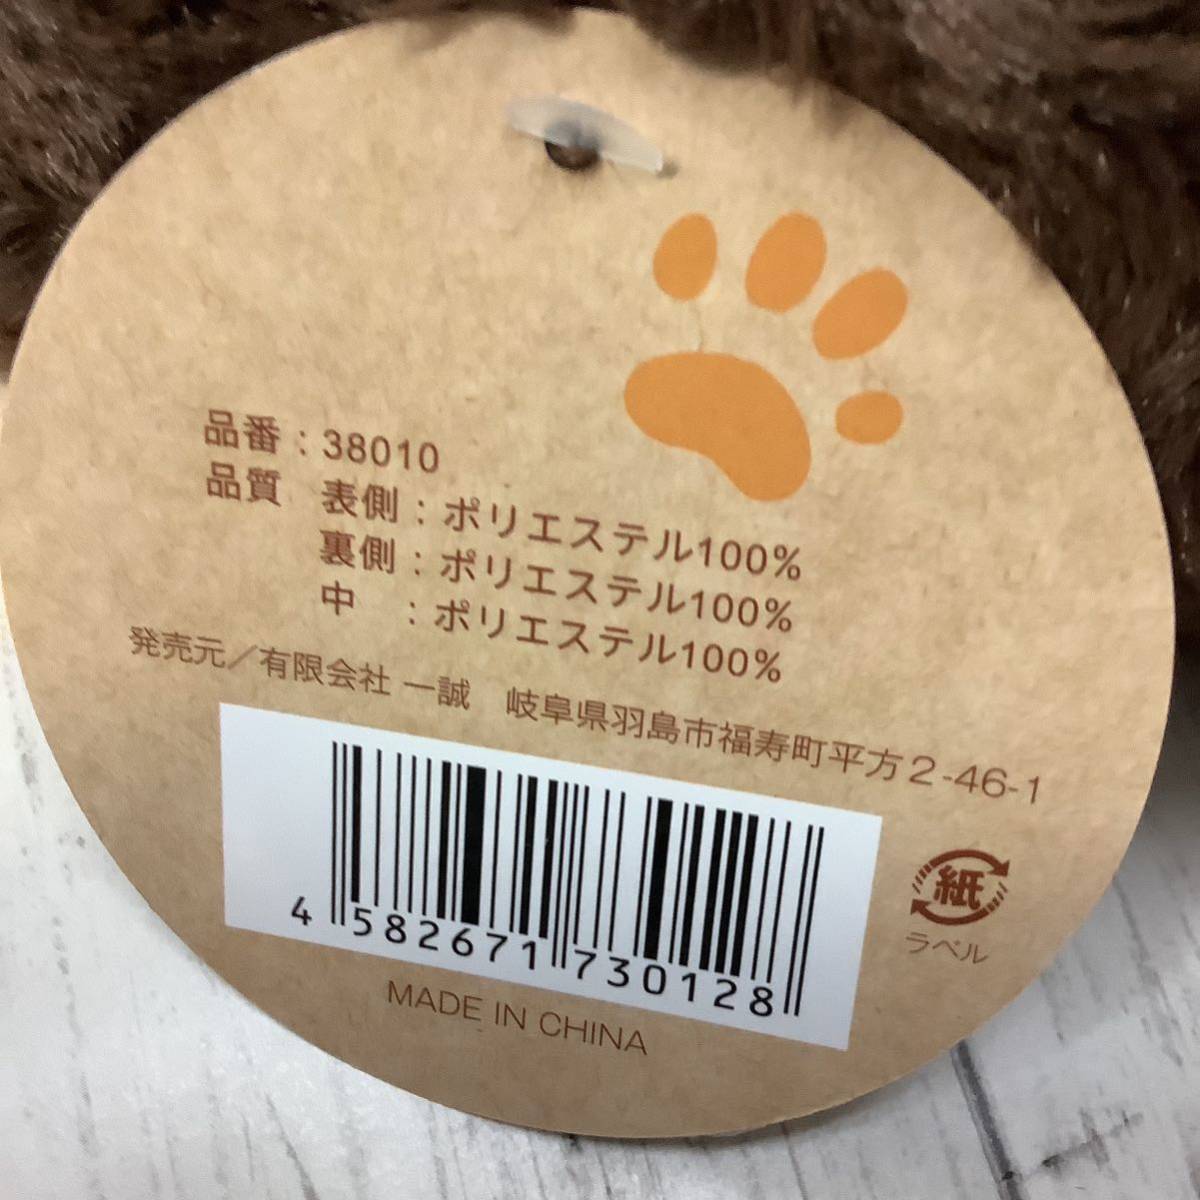 品番：38010
品質　表側：ポリエステル100%
裏側：ポリエステル100%
中　：ポリエステル100%
発売元／有限会社 一誠　岐阜県羽島市福寿町平方2-46-1
4 582671 730128
紙
ラベル
MADE IN CHINA